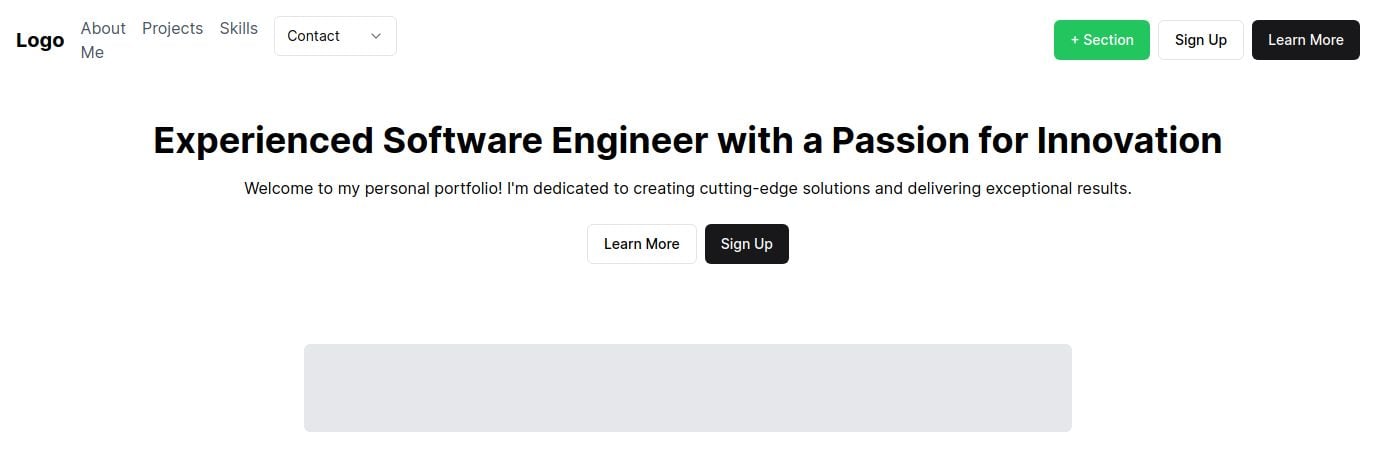 Logo
About
Me
Projects
Skills
Contact
+ Section
Sign Up
Learn More
Experienced Software Engineer with a Passion for Innovation
Welcome to my personal portfolio! I'm dedicated to creating cutting-edge solutions and delivering exceptional results.
Learn More
Sign Up